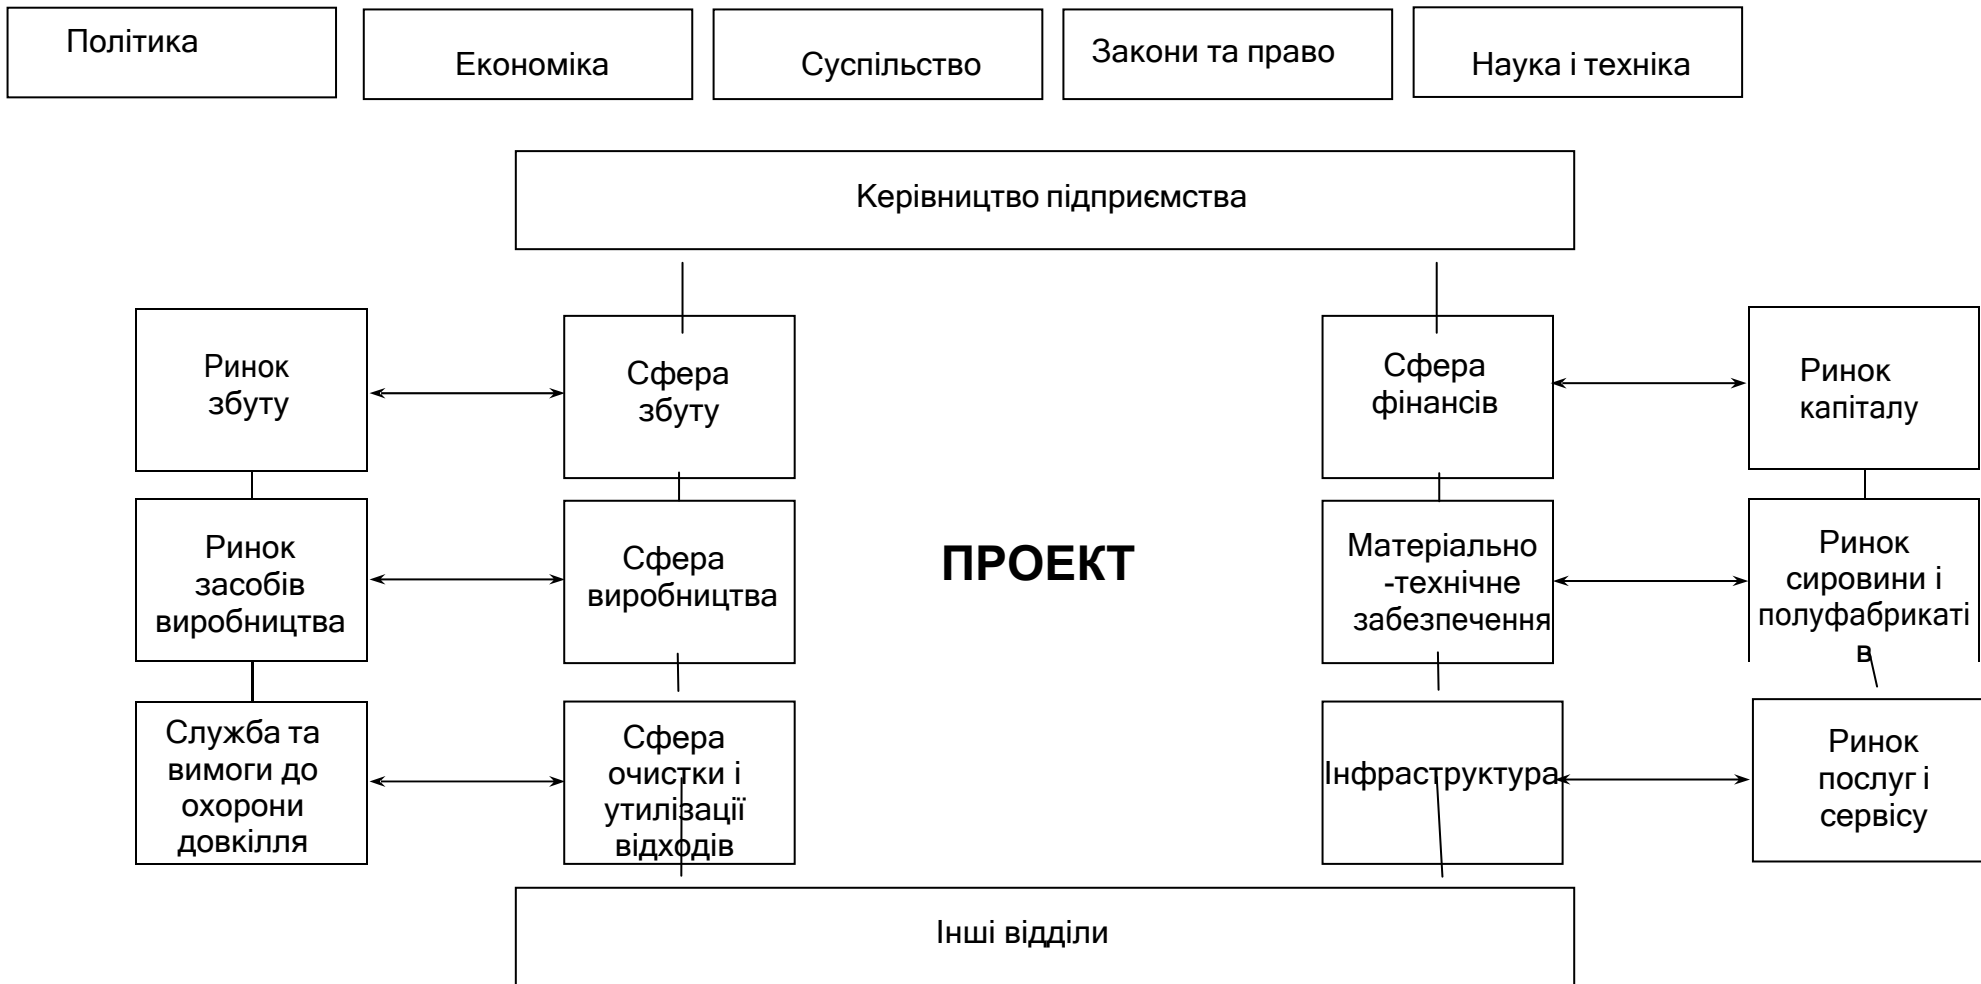 Політика
Економіка
Суспільство
Закони та право
Наука і техніка
Керівництво підприємства
Ринок
збуту
Сфера
збуту
Сфера
фінансів
Ринок
капіталу
Ринок
засобів
виробництва
Сфера
виробництва
ПРОЕКТ
Матеріально
-технічне
забезпечення
Ринок
сировини і
полуфабрикаті
в
Служба та
вимоги до
охорони
довкілля
Сфера
очистки і
утилізації
відходів
Інфраструктура
Ринок
послуг і
сервісу
Інші відділи